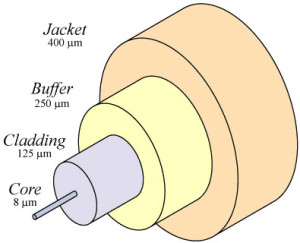 Jacket
400 µm
Buffer
250 µm
Cladding
125 µm
Core
8 µm